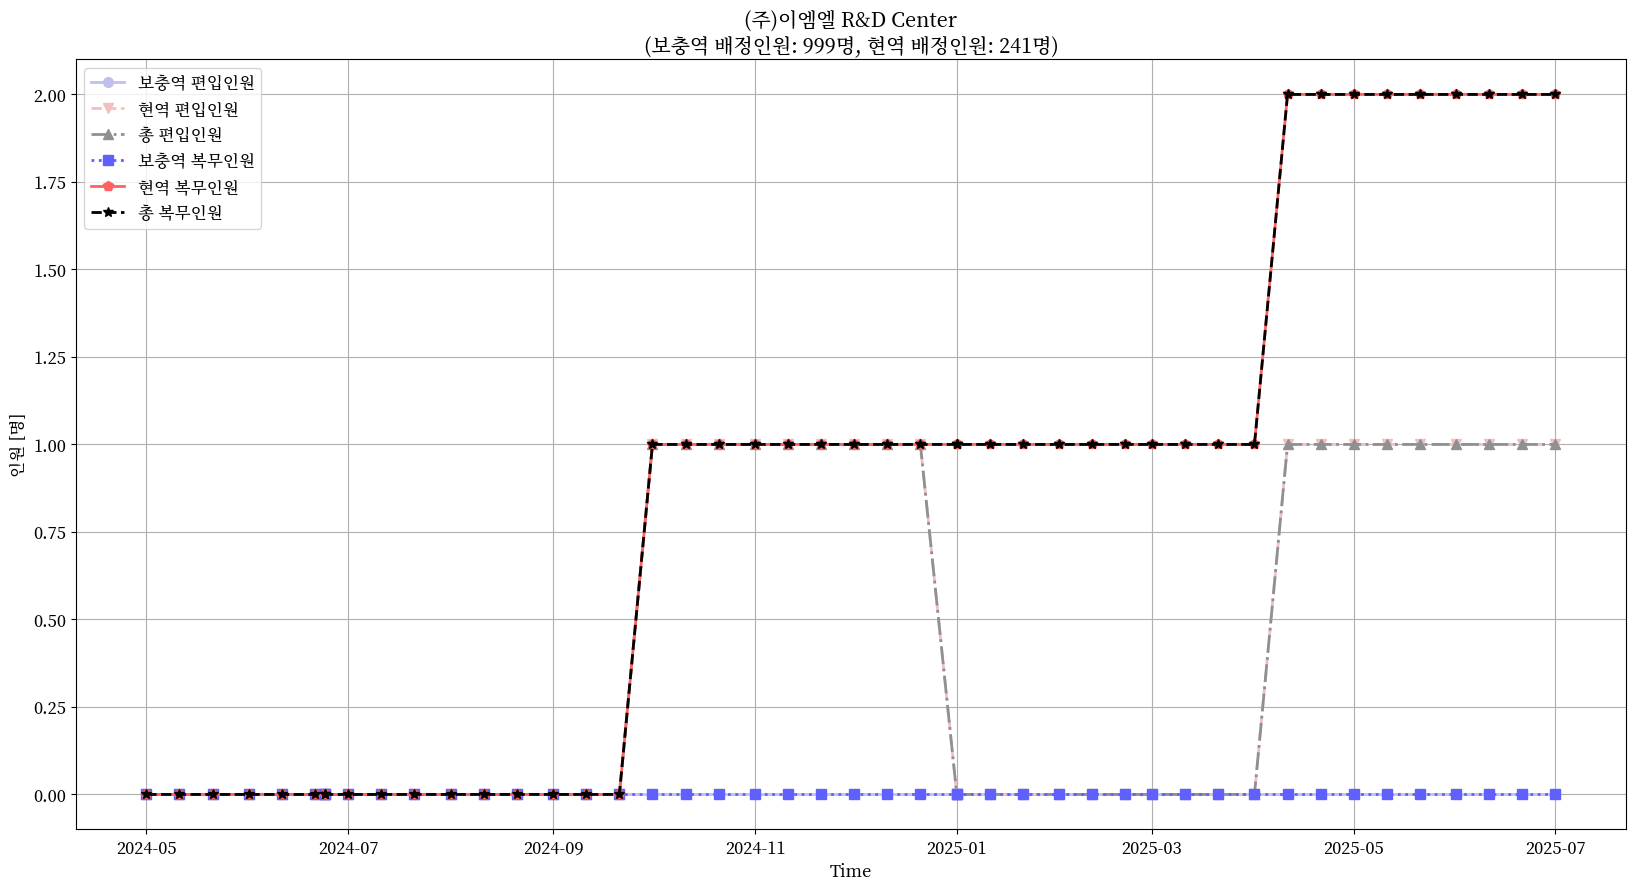 (주)이엠엘 R&D Center
(보충역 배정인원: 999명, 현역 배정인원: 241명)
보충역 편입인원
현역 편입인원
총 편입인원
보충역 복무인원
현역 복무인원
총 복무인원
2.00
1.75
1.50
1.25
1.00
0.75
0.50
0.25
0.00
인원 [명]
2024-05 2024-07 2024-09 2024-11 2025-01 2025-03 2025-05 2025-07
Time